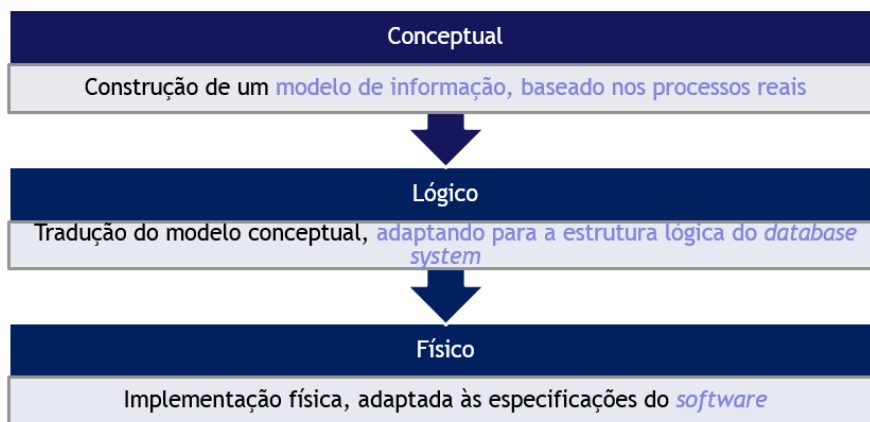 Conceptual
Construção de um modelo de informação, baseado nos processos reais
Lógico
Tradução do modelo conceptual, adaptando para a estrutura lógica do database
system
Físico
Implementação física, adaptada às especificações do software